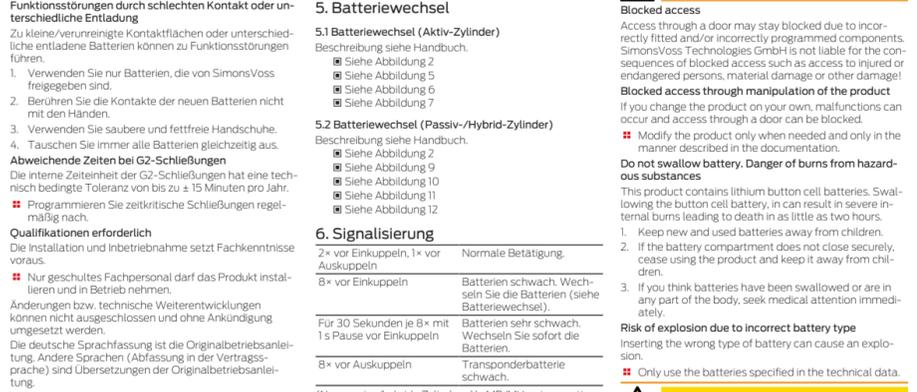 Funktionsstörungen durch schlechten Kontakt oder un-
terschiedliche Entladung
Zu kleine/verunreinigte Kontaktflächen oder unterschied-
liche entladene Batterien können zu Funktionsstörungen
führen.
1. Verwenden Sie nur Batterien, die von SimonsVoss
freigegeben sind.
2. Berühren Sie die Kontakte der neuen Batterien nicht
mit den Händen.
3. Verwenden Sie saubere und fettfreie Handschuhe.
4. Tauschen Sie immer alle Batterien gleichzeitig aus.
Abweichende Zeiten bei G2-Schließungen
Die interne Zeiteinheit der G2-Schließungen hat eine tech-
nisch bedingte Toleranz von bis zu ± 15 Minuten pro Jahr.
Programmieren Sie zeitkritische Schließungen regel-
mäßig nach.
Qualifikationen erforderlich
Die Installation und Inbetriebnahme setzt Fachkenntnisse
voraus.
Nur geschultes Fachpersonal darf das Produkt instal-
lieren und in Betrieb nehmen.
Änderungen bzw. technische Weiterentwicklungen
können nicht ausgeschlossen und ohne Ankündigung
umgesetzt werden.
Die deutsche Sprachfassung ist die Originalbetriebsanlei-
tung. Andere Sprachen (Abfassung in der Vertragss-
prache) sind Übersetzungen der Originalbetriebsanlei-
tung.
5. Batteriewechsel
5.1 Batteriewechsel (Aktiv-Zylinder)
Beschreibung siehe Handbuch.
Siehe Abbildung 2
Siehe Abbildung 5
Siehe Abbildung 6
Siehe Abbildung 7
5.2 Batteriewechsel (Passiv-/Hybrid-Zylinder)
Beschreibung siehe Handbuch.
Siehe Abbildung 2
Siehe Abbildung 9
Siehe Abbildung 10
Siehe Abbildung 11
Siehe Abbildung 12
6. Signalisierung
2× vor Einkuppeln, 1× vor
Auskuppeln
Normale Betätigung.
8× vor Einkuppeln
Batterien schwach. Wech-
seln Sie die Batterien (siehe
Batteriewechsel).
Für 30 Sekunden je 8× mit
1 s Pause vor Einkuppeln
Batterien sehr schwach.
Wechseln Sie sofort die
Batterien.
8× vor Auskuppeln
Transponderbatterie
schwach.
Blocked access
Access through a door may stay blocked due to incor-
rectly fitted and/or incorrectly programmed components.
SimonsVoss Technologies GmbH is not liable for the con-
sequences of blocked access such as access to injured or
endangered persons, material damage or other damage!
Blocked access through manipulation of the product
If you change the product on your own, malfunctions can
occur and access through a door can be blocked.
Modify the product only when needed and only in the
manner described in the documentation.
Do not swallow battery. Danger of burns from hazard-
ous substances
This product contains lithium button cell batteries. Swal-
lowing the button cell battery, in can result in severe in-
ternal burns leading to death in as little as two hours.
1. Keep new and used batteries away from children.
2. If the battery compartment does not close securely,
cease using the product and keep it away from chil-
dren.
3. If you think batteries have been swallowed or are in
any part of the body, seek medical attention immedi-
ately.
Risk of explosion due to incorrect battery type
Inserting the wrong type of battery can cause an explo-
sion.
Only use the batteries specified in the technical data.